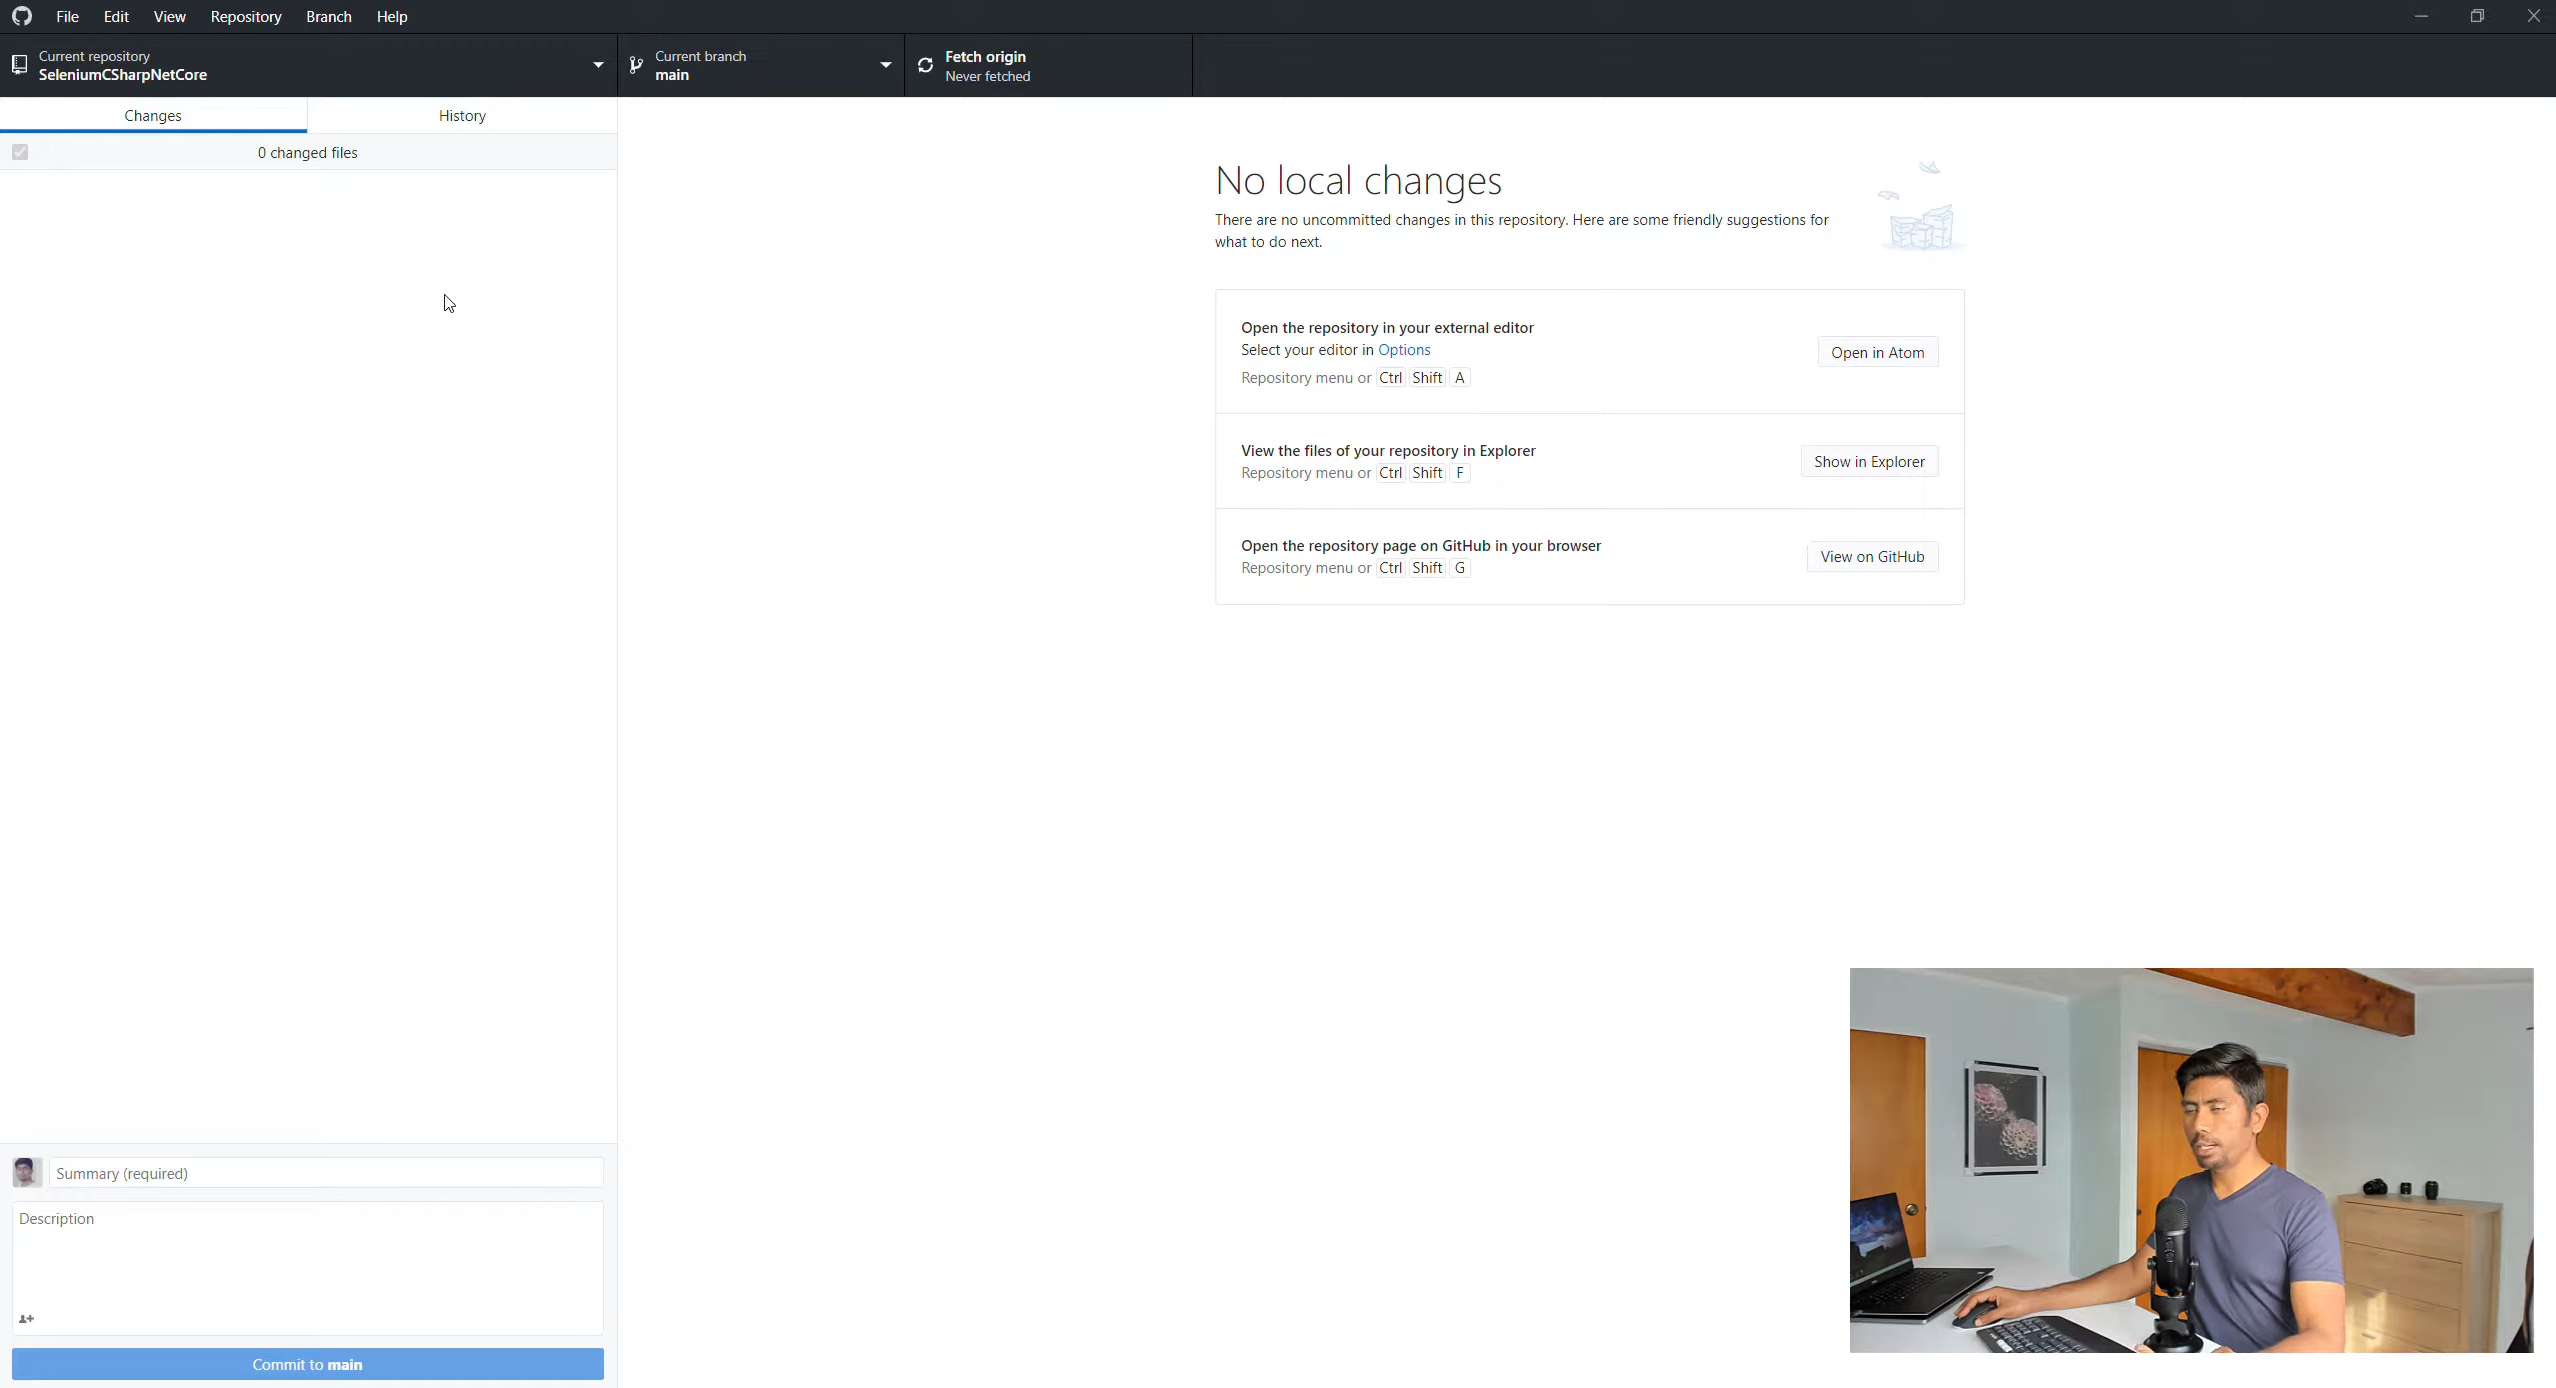 File Edit View Repository Branch Help
Current repository
SeleniumCSharpNetCore
Current branch
main
Fetch origin
Never fetched
Changes
History
0 changed files
No local changes
There are no uncommitted changes in this repository. Here are some friendly suggestions for
what to do next.
Open the repository in your external editor
Select your editor in Options
Repository menu or Ctrl Shift A
Open in Atom
View the files of your repository in Explorer
Repository menu or Ctrl Shift F
Show in Explorer
Open the repository page on GitHub in your browser
Repository menu or Ctrl Shift G
View on GitHub
Summary (required)
Description
Commit to main